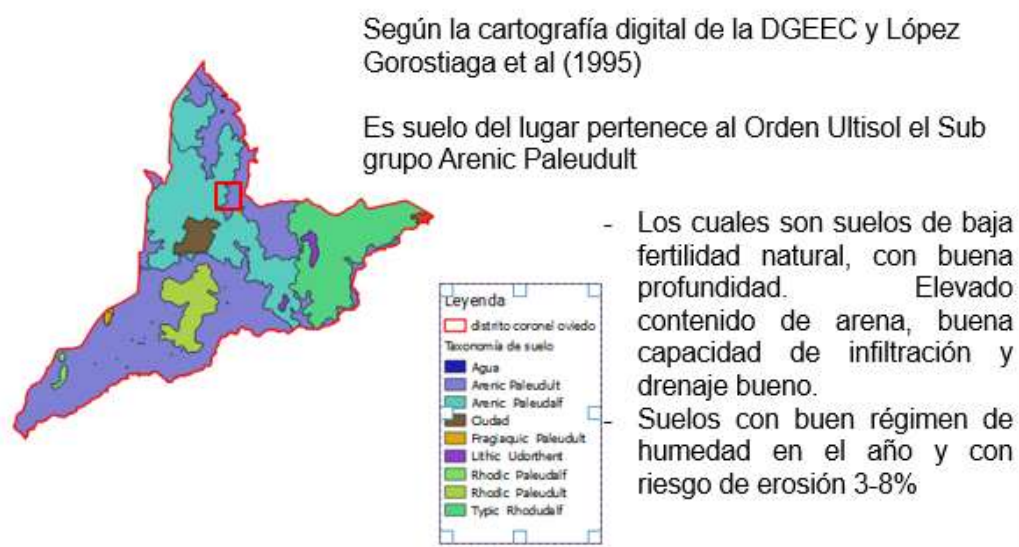 Según la cartografía digital de la DGEEC y López
Gorostiaga et al (1995)
Es suelo del lugar pertenece al Orden Ultisol el Sub
grupo Arenic Paleudult
- Los cuales son suelos de baja
fertilidad natural, con buena
profundidad. Elevado
contenido de arena, buena
capacidad de infiltración y
drenaje bueno.
- Suelos con buen régimen de
humedad en el año y con
riesgo de erosión 3-8%
Leyenda
distrito coronel oviedo
Taxonomía de suelo
Agua
Arenic Paleudult
Arenic Paleudalf
Ciudad
Fragiaquic Paleudult
Lithic Udorthent
Rhodic Paleudalf
Rhodic Paleudult
Typic Rhodudalf